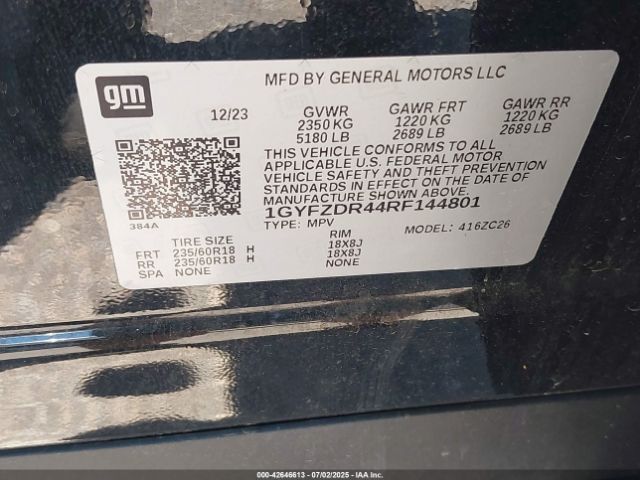 gm
MFD BY GENERAL MOTORS LLC
12/23 GVWR GAWR FRT GAWR RR
2350 KG 1220 KG 1220 KG
5180 LB 2689 LB 2689 LB
THIS VEHICLE CONFORMS TO ALL
APPLICABLE U.S. FEDERAL MOTOR
VEHICLE SAFETY AND THEFT PREVENTION
STANDARDS IN EFFECT ON THE DATE OF
MANUFACTURE SHOWN ABOVE.
384A 1GYFZDR44RF144801
TYPE: MPV MODEL: 416ZC26
TIRE SIZE RIM
FRT 235/60R18 H 18X8J
RR 235/60R18 H 18X8J
SPA NONE NONE
000-42646613 - 07/02/2025 - IAAI.COM